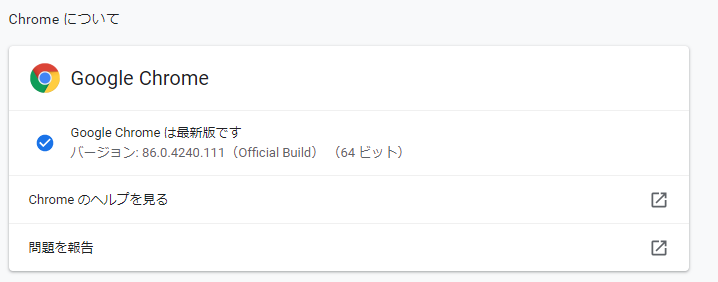 Chrome について
Google Chrome
Google Chrome は最新版です
バージョン: 86.0.4240.111（Official Build） （64 ビット）
Chrome のヘルプを見る
問題を報告